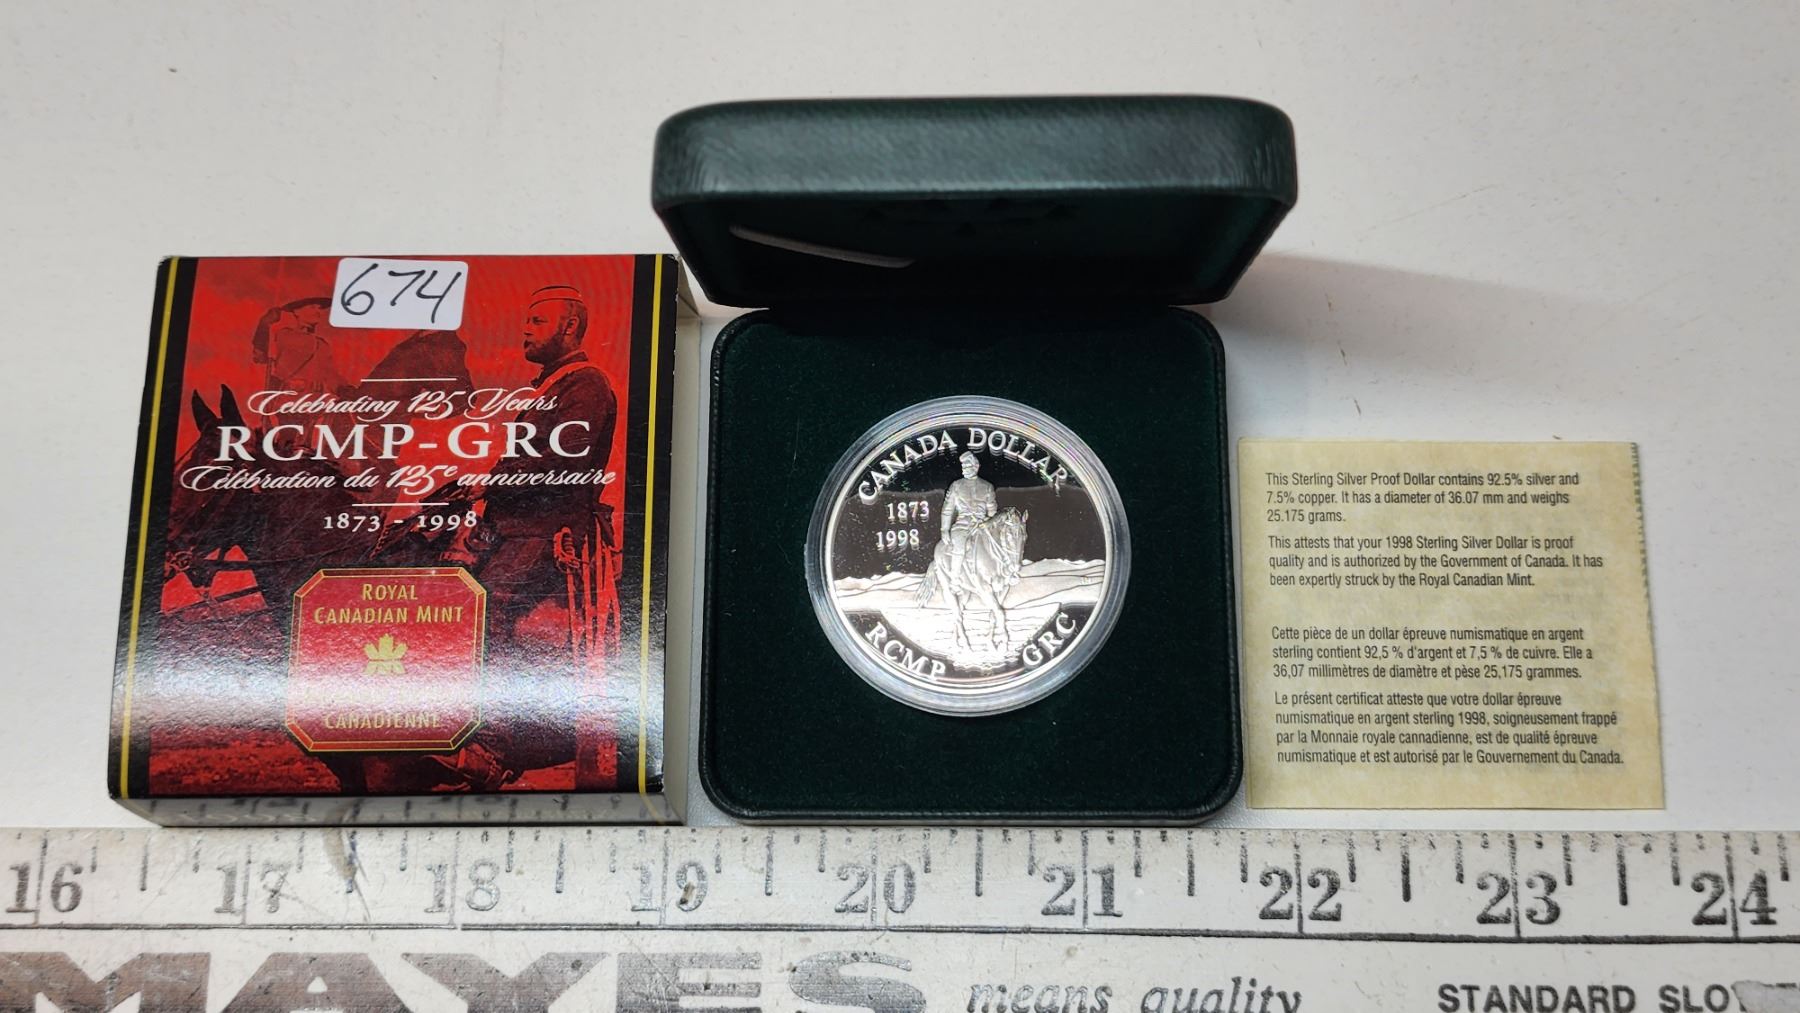 674
Celebrating 125 Years
RCMP-GRC
Célébration du 125e anniversaire
1873 - 1998
ROYAL
CANADIAN MINT
CANADIENNE
CANADA DOLLAR
1873
1998
RCMP GRC
This Sterling Silver Proof Dollar contains 92.5% silver and
7.5% copper. It has a diameter of 36.07 mm and weighs
25.175 grams.
This attests that your 1998 Sterling Silver Dollar is proof
quality and is authorized by the Government of Canada. It has
been expertly struck by the Royal Canadian Mint.
Cette pièce de un dollar épreuve numismatique en argent
sterling contient 92,5 % d'argent et 7,5 % de cuivre. Elle a
36,07 millimètres de diamètre et pèse 25,175 grammes.
Le présent certificat atteste que votre dollar épreuve
numismatique en argent sterling 1998, soigneusement frappé
par la Monnaie royale cannadienne, est de qualité épreuve
numismatique et est autorisé par le Gouvernement du Canada.
16 17 18 19 20 21 22 23 24
MAYES means quality STANDARD